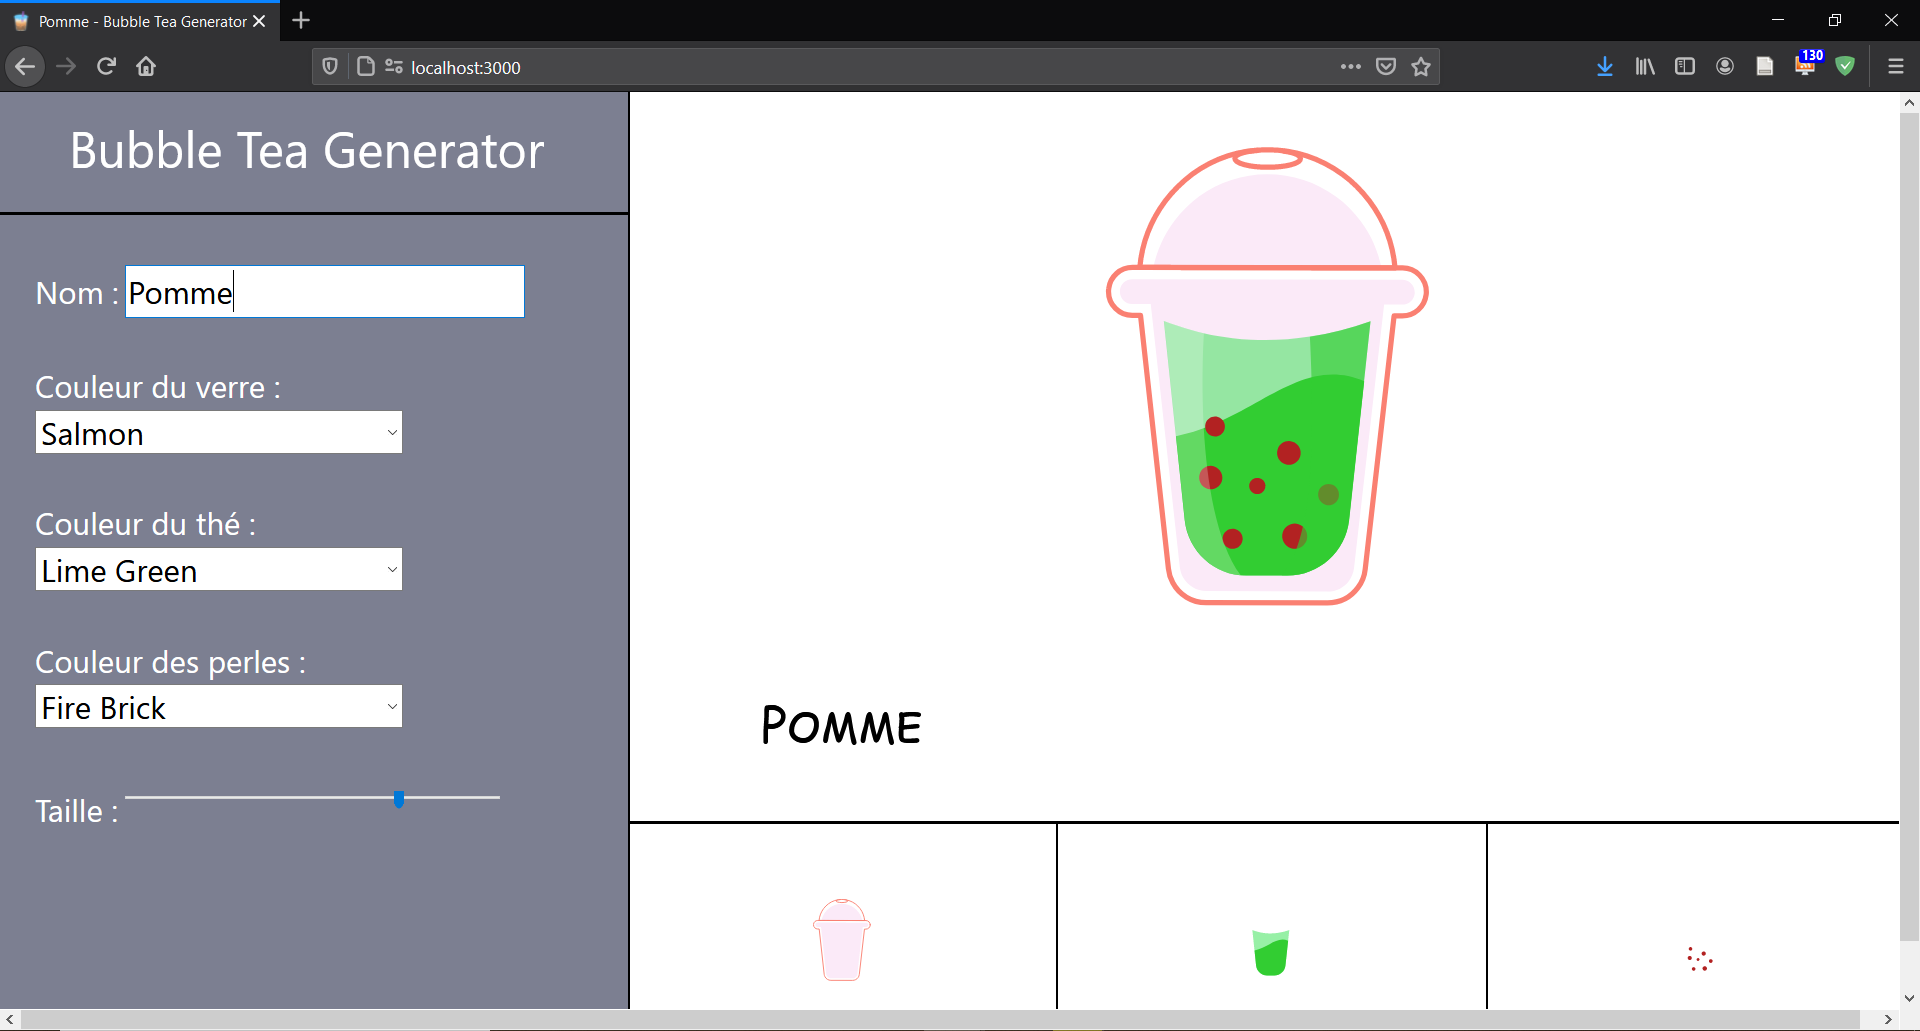 Pomme - Bubble Tea Generator
localhost:3000
130
Bubble Tea Generator
Nom : Pomme
Couleur du verre :
Salmon
Couleur du thé :
Lime Green
Couleur des perles :
Fire Brick
Taille :
Pomme